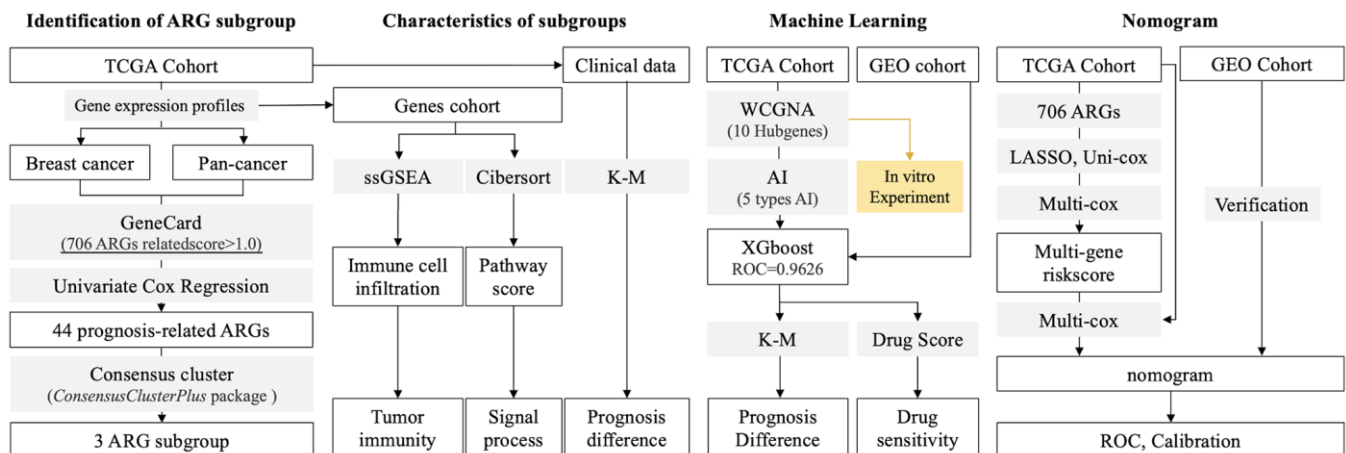 Identification of ARG subgroup
TCGA Cohort
Gene expression profiles
Breast cancer
Pan-cancer
GeneCard
(706 ARGs relatedscore>1.0)
Univariate Cox Regression
44 prognosis-related ARGs
Consensus cluster
(ConsensusClusterPlus package )
3 ARG subgroup
Characteristics of subgroups
Clinical data
Genes cohort
ssGSEA
Cibersort
K-M
Immune cell
infiltration
Pathway
score
Tumor
immunity
Signal
process
Prognosis
difference
Machine Learning
TCGA Cohort
GEO cohort
WCGNA
(10 Hubgenes)
AI
(5 types AI)
In vitro
Experiment
XGboost
ROC=0.9626
K-M
Drug Score
Prognosis
Difference
Drug
sensitivity
Nomogram
TCGA Cohort
GEO Cohort
706 ARGs
LASSO, Uni-cox
Multi-cox
Verification
Multi-gene
riskscore
Multi-cox
nomogram
ROC, Calibration